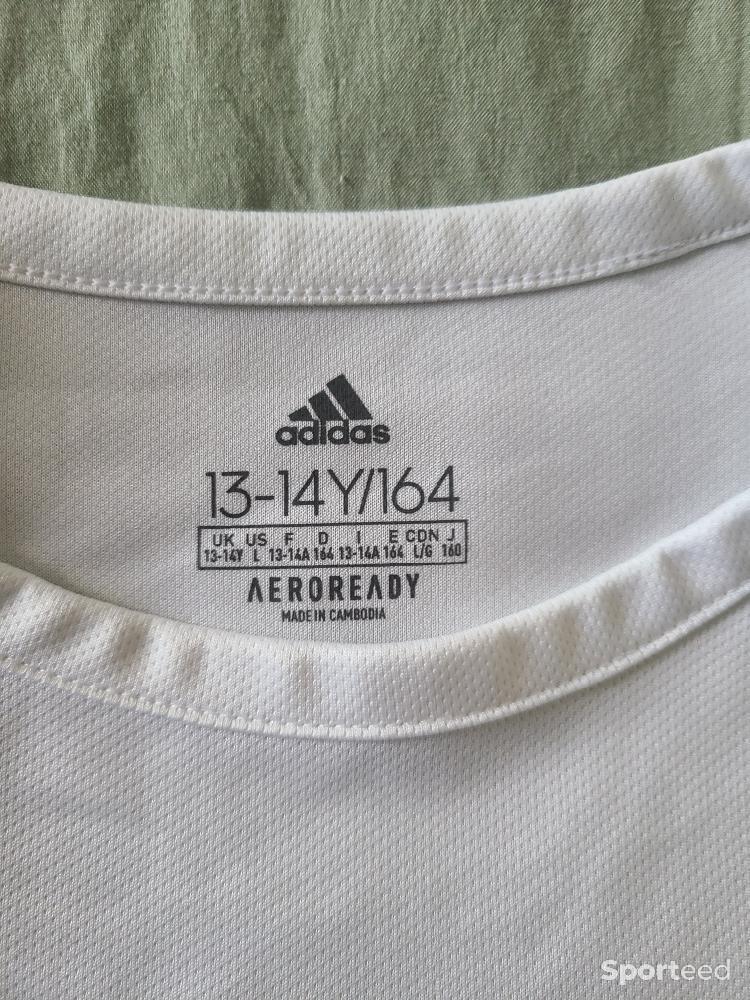 adidas
13-14Y/164
UK US F D I E CDN J
13-14Y L 13-14A 164 13-14A 164 L/G 160
AEROREADY
MADE IN CAMBODIA
Sporteed